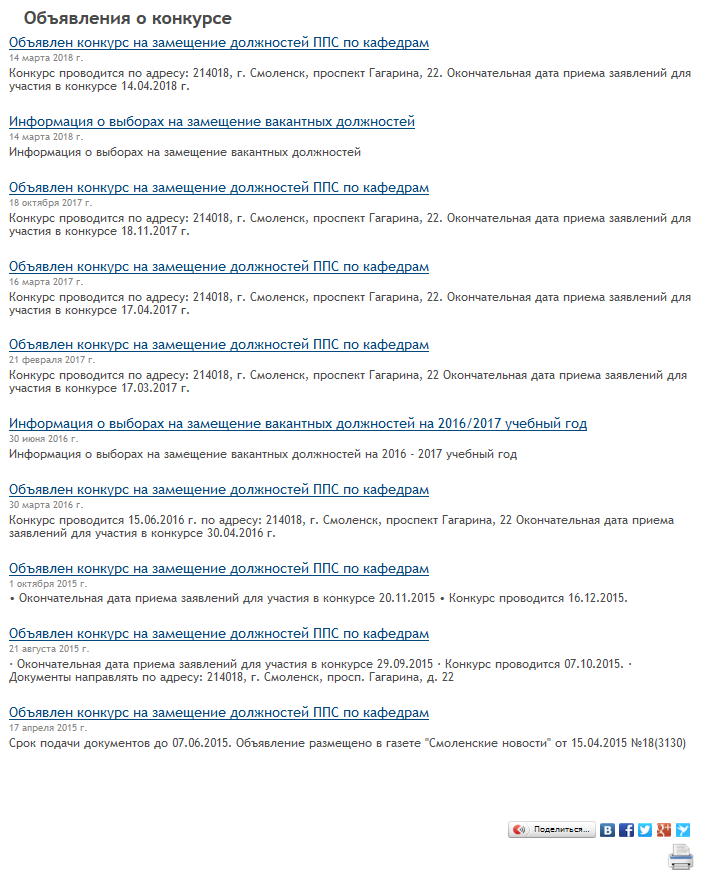 Объявления о конкурсе
Объявлен конкурс на замещение должностей ППС по кафедрам
14 марта 2018 г.
Конкурс проводится по адресу: 214018, г. Смоленск, проспект Гагарина, 22. Окончательная дата приема заявлений для
участия в конкурсе 14.04.2018 г.
Информация о выборах на замещение вакантных должностей
14 марта 2018 г.
Информация о выборах на замещение вакантных должностей
Объявлен конкурс на замещение должностей ППС по кафедрам
18 октября 2017 г.
Конкурс проводится по адресу: 214018, г. Смоленск, проспект Гагарина, 22. Окончательная дата приема заявлений для
участия в конкурсе 18.11.2017 г.
Объявлен конкурс на замещение должностей ППС по кафедрам
16 марта 2017 г.
Конкурс проводится по адресу: 214018, г. Смоленск, проспект Гагарина, 22. Окончательная дата приема заявлений для
участия в конкурсе 17.04.2017 г.
Объявлен конкурс на замещение должностей ППС по кафедрам
21 февраля 2017 г.
Конкурс проводится по адресу: 214018, г. Смоленск, проспект Гагарина, 22 Окончательная дата приема заявлений для
участия в конкурсе 17.03.2017 г.
Информация о выборах на замещение вакантных должностей на 2016/2017 учебный год
30 июня 2016 г.
Информация о выборах на замещение вакантных должностей на 2016 - 2017 учебный год
Объявлен конкурс на замещение должностей ППС по кафедрам
30 марта 2016 г.
Конкурс проводится 15.06.2016 г. по адресу: 214018, г. Смоленск, проспект Гагарина, 22 Окончательная дата приема
заявлений для участия в конкурсе 30.04.2016 г.
Объявлен конкурс на замещение должностей ППС по кафедрам
1 октября 2015 г.
• Окончательная дата приема заявлений для участия в конкурсе 20.11.2015 • Конкурс проводится 16.12.2015.
Объявлен конкурс на замещение должностей ППС по кафедрам
21 августа 2015 г.
· Окончательная дата приема заявлений для участия в конкурсе 29.09.2015 · Конкурс проводится 07.10.2015. ·
Документы направлять по адресу: 214018, г. Смоленск, просп. Гагарина, д. 22
Объявлен конкурс на замещение должностей ППС по кафедрам
17 апреля 2015 г.
Срок подачи документов до 07.06.2015. Объявление размещено в газете "Смоленские новости" от 15.04.2015 №18(3130)
Поделиться...